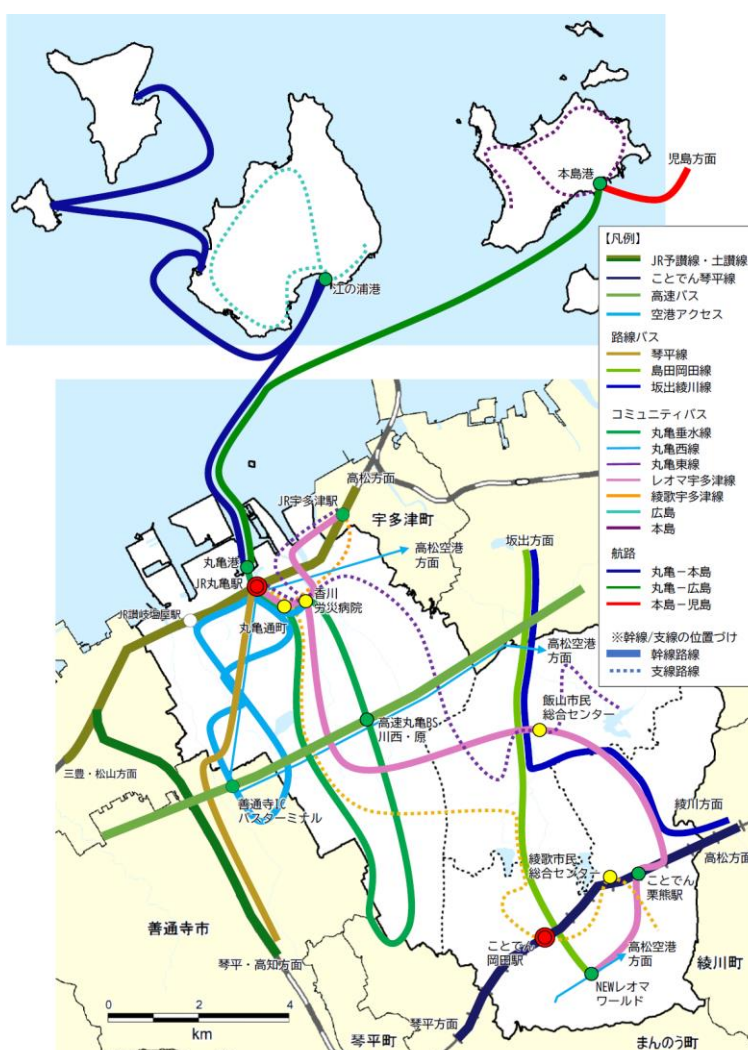 児島方面
本島港
江の浦港
【凡例】
JR予讃線・土讃線
ことでん琴平線
高速バス
空港アクセス
路線バス
琴平線
島田岡田線
坂出綾川線
コミュニティバス
丸亀垂水線
丸亀西線
丸亀東線
レオマ宇多津線
綾歌宇多津線
広島
本島
航路
丸亀－本島
丸亀－広島
本島－児島
※幹線/支線の位置づけ
幹線路線
支線路線
高松方面
JR宇多津駅
宇多津町
丸亀港
JR丸亀駅
高松空港
方面
坂出方面
JR讃岐塩屋駅
丸亀通町
香川
労災病院
高松空港
方面
飯山市民
総合センター
高速丸亀BS
川西・原
三豊・松山方面
善通寺IC
バスターミナル
綾川方面
高松方面
綾歌市民
総合センター
ことでん
栗熊駅
善通寺市
ことでん
岡田駅
高松空港
方面
綾川町
琴平・高知方面
NEWレオマ
ワールド
0 2 4
km
琴平方面
琴平町
まんのう町